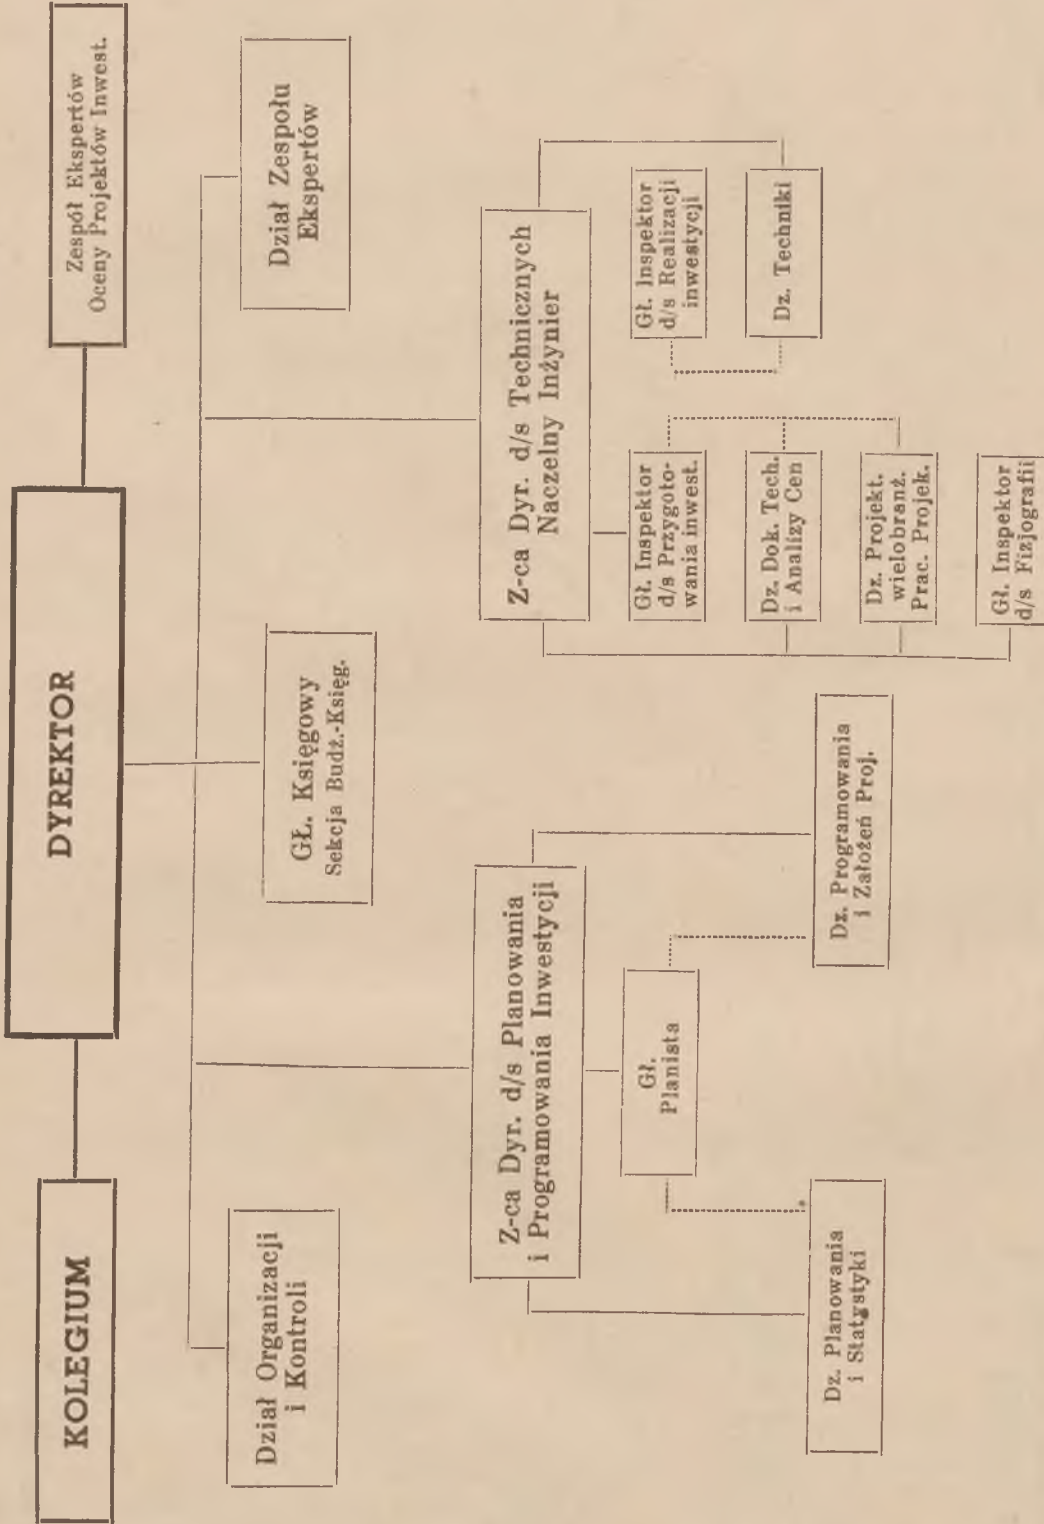 KOLEGIUM
DYREKTOR
Zespół Ekspertów
Oceny Projektów Inwest.
Dział Organizacji
i Kontroli
GŁ. Księgowy
Sekcja Budż.-Księg.
Dział Zespołu
Ekspertów
Z-ca Dyr. d/s Planowania
i Programowania Inwestycji
Z-ca Dyr. d/s Technicznych
Naczelny Inżynier
Gł.
Planista
Gł. Inspektor
d/s Przygoto-
wania inwest.
Gł. Inspektor
d/s Realizacji
inwestycji
Dz. Planowania
i Statystyki
Dz. Programowania
i Założeń Proj.
Dz. Dok. Tech.
i Analizy Cen
Dz. Techniki
Dz. Projekt.
wielobranż.
Prac. Projek.
Gł. Inspektor
d/s Fizjografii